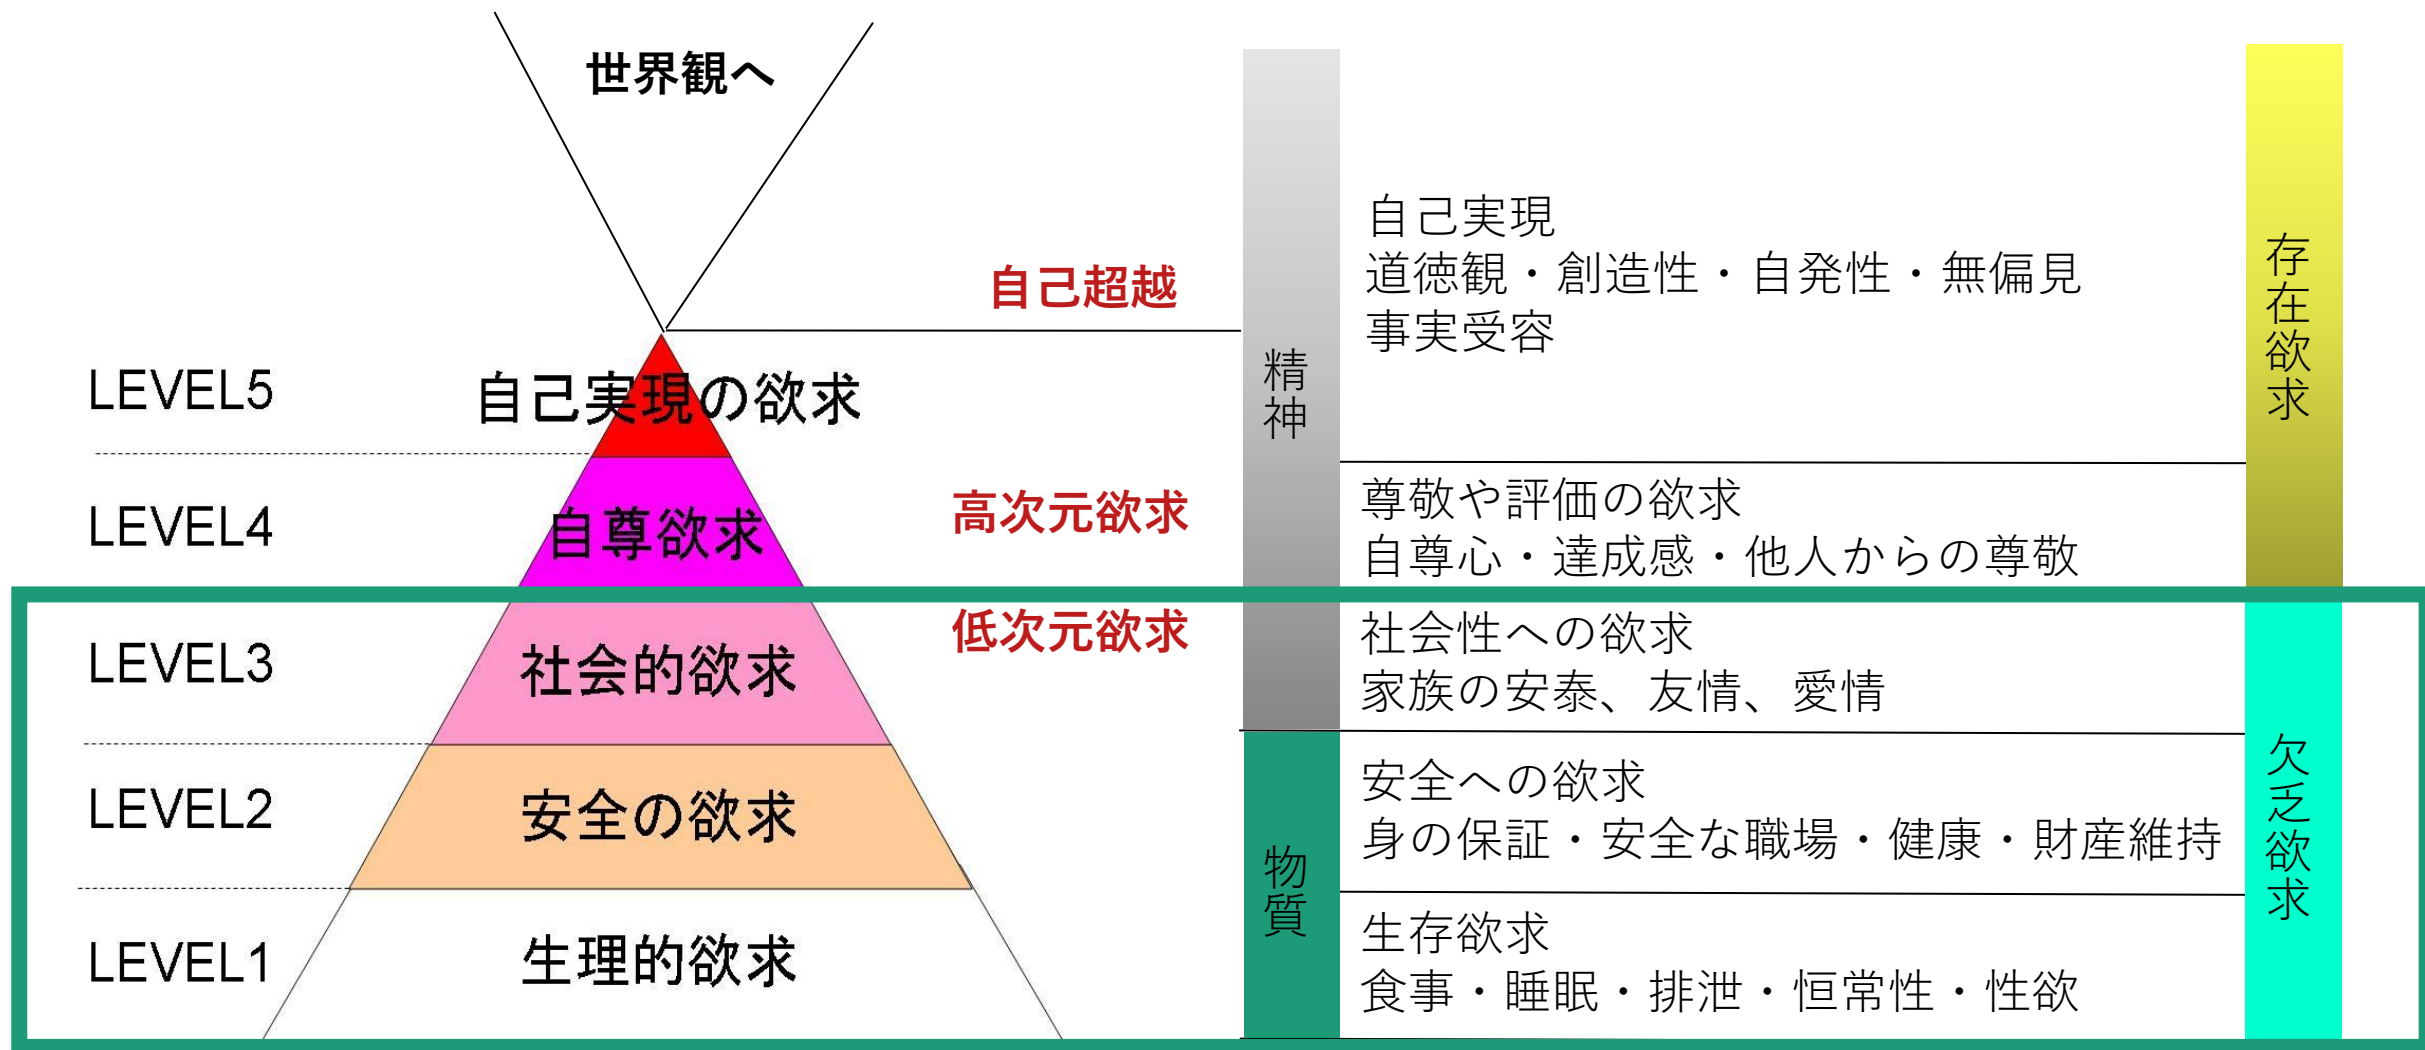 世界観へ
自己超越
LEVEL5
自己実現の欲求
LEVEL4
自尊欲求
高次元欲求
低次元欲求
LEVEL3
社会的欲求
LEVEL2
安全の欲求
LEVEL1
生理的欲求
精神
物質
自己実現
道徳観・創造性・自発性・無偏見
事実受容
尊敬や評価の欲求
自尊心・達成感・他人からの尊敬
社会性への欲求
家族の安泰、友情、愛情
安全への欲求
身の保証・安全な職場・健康・財産維持
生存欲求
食事・睡眠・排泄・恒常性・性欲
存在欲求
欠乏欲求